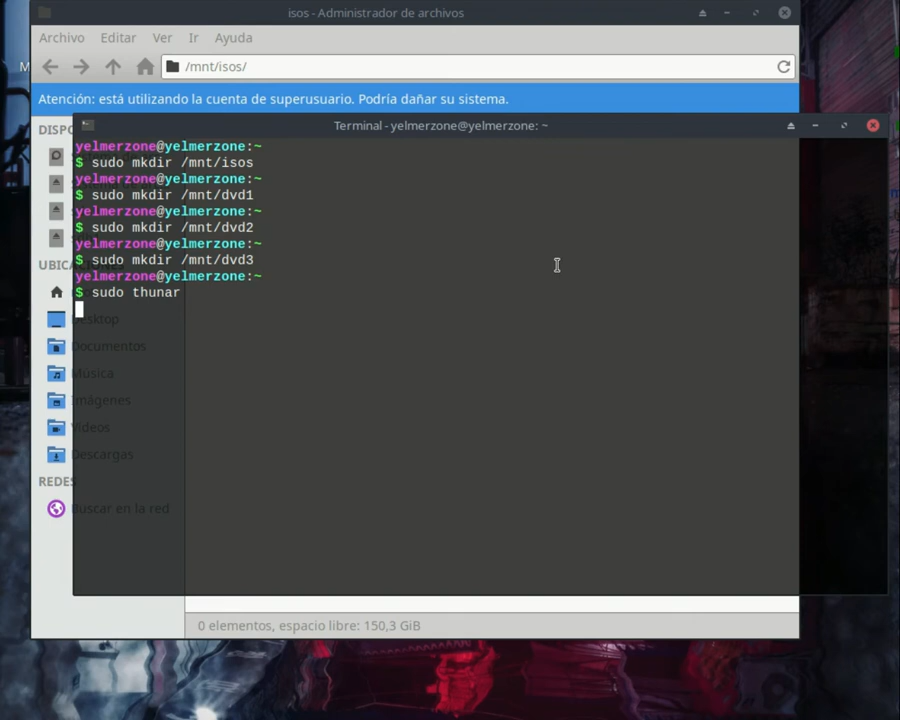 isos - Administrador de archivos
Archivo Editar Ver Ir Ayuda
M
/mnt/isos/
Atención: está utilizando la cuenta de superusuario. Podría dañar su sistema.
DISPO
Terminal - yelmerzone@yelmerzone: ~
yelmerzone@yelmerzone:~
$ sudo mkdir /mnt/isos
yelmerzone@yelmerzone:~
$ sudo mkdir /mnt/dvd1
yelmerzone@yelmerzone:~
$ sudo mkdir /mnt/dvd2
yelmerzone@yelmerzone:~
$ sudo mkdir /mnt/dvd3
yelmerzone@yelmerzone:~
$ sudo thunar
Desktop
Documentos
Música
Imágenes
Vídeos
Descargas
REDES
Buscar en la red
0 elementos, espacio libre: 150,3 GiB